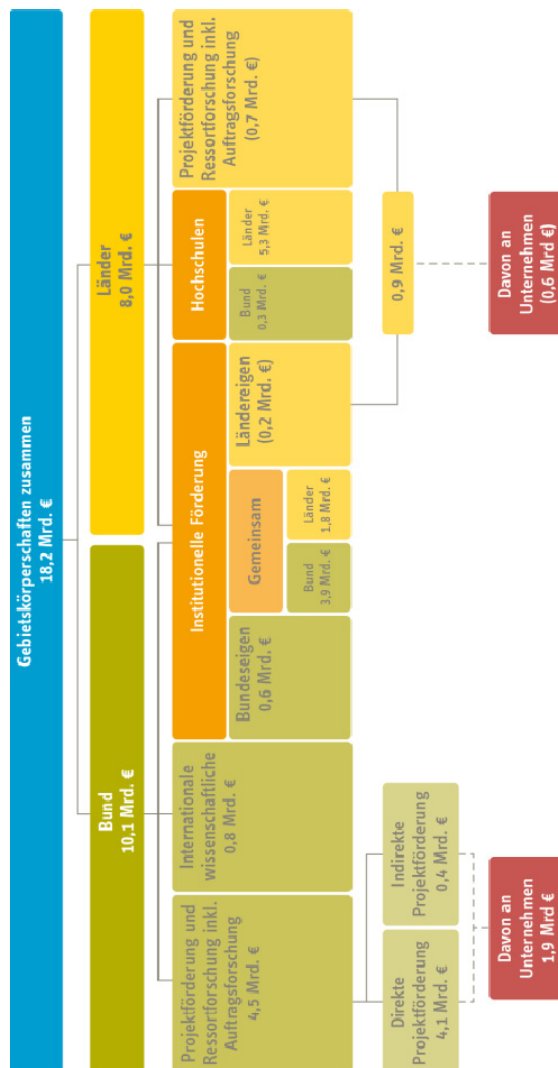 Gebietskörperschaften zusammen
18,2 Mrd. €
Bund
10,1 Mrd. €
Länder
8,0 Mrd. €
Projektförderung und
Ressortforschung inkl.
Auftragsforschung
4,5 Mrd. €
Internationale
wissenschaftliche
0,8 Mrd. €
Institutionelle Förderung
Bundeseigen
0,6 Mrd. €
Gemeinsam
Bund
3,9 Mrd. €
Länder
1,8 Mrd. €
Ländereigen
(0,2 Mrd. €)
Hochschulen
Bund
0,3 Mrd. €
Länder
5,3 Mrd. €
Projektförderung und
Ressortforschung inkl.
Auftragsforschung
(0,7 Mrd. €)
Direkte
Projektförderung
4,1 Mrd. €
Indirekte
Projektförderung
0,4 Mrd. €
0,9 Mrd. €
Davon an
Unternehmen
1,9 Mrd €
Davon an
Unternehmen
(0,6 Mrd €)